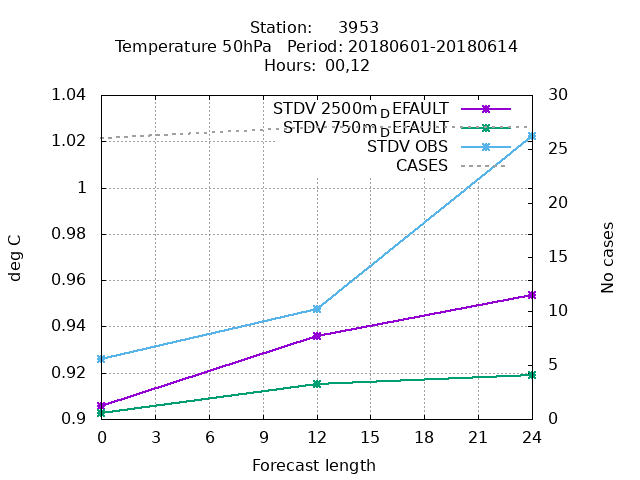 Station: 3953
Temperature 50hPa Period: 20180601-20180614
Hours: 00,12
1.04
1.02
1
0.98
0.96
0.94
0.92
0.9
30
25
20
15
10
5
0
deg C
No cases
STDV 2500m_DEFAULT
STDV 750m_DEFAULT
STDV OBS
CASES
0 3 6 9 12 15 18 21 24
Forecast length